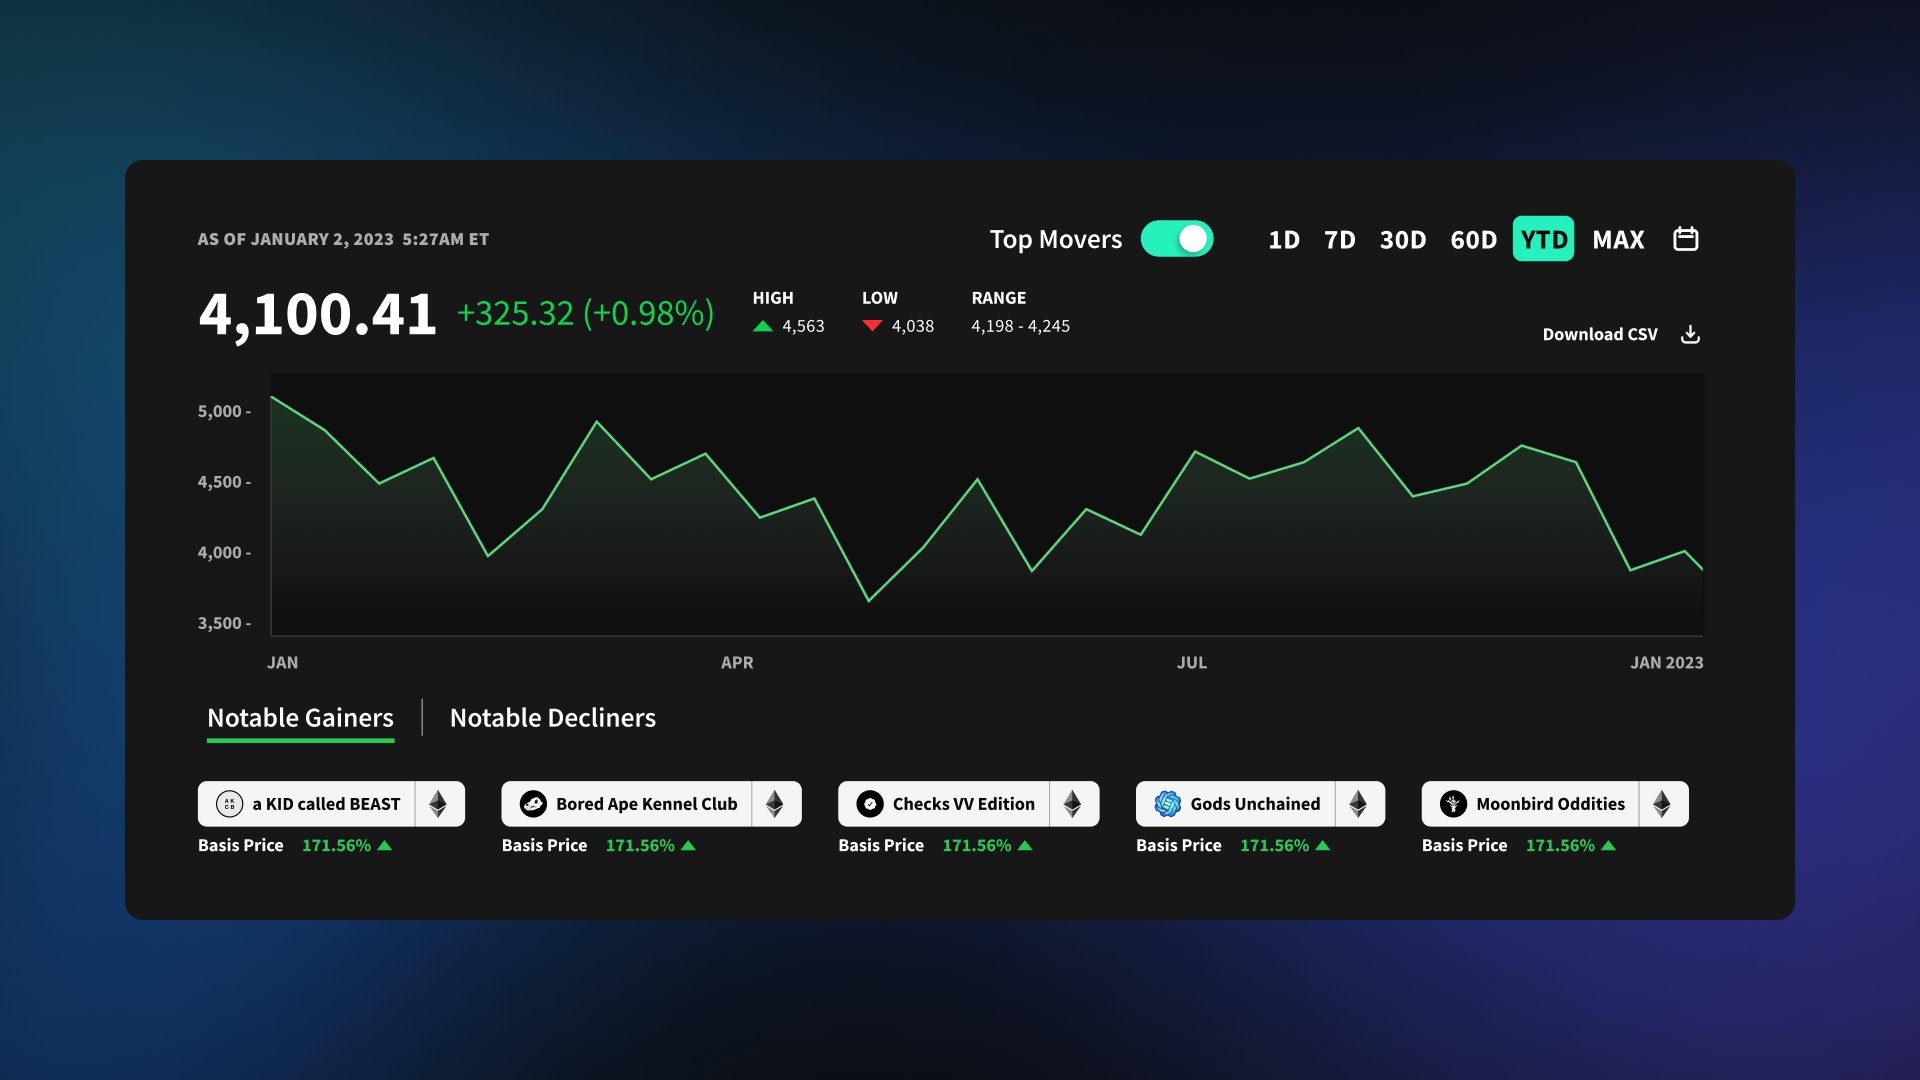 AS OF JANUARY 2, 2023 5:27AM ET
Top Movers
1D 7D 30D 60D YTD MAX
4,100.41 +325.32 (+0.98%)
HIGH LOW RANGE
4,563 4,038 4,198 - 4,245
Download CSV
5,000 -
4,500 -
4,000 -
3,500 -
JAN APR JUL JAN 2023
Notable Gainers Notable Decliners
AK
CB
a KID called BEAST Bored Ape Kennel Club Checks VV Edition Gods Unchained Moonbird Oddities
Basis Price 171.56% Basis Price 171.56% Basis Price 171.56% Basis Price 171.56% Basis Price 171.56%